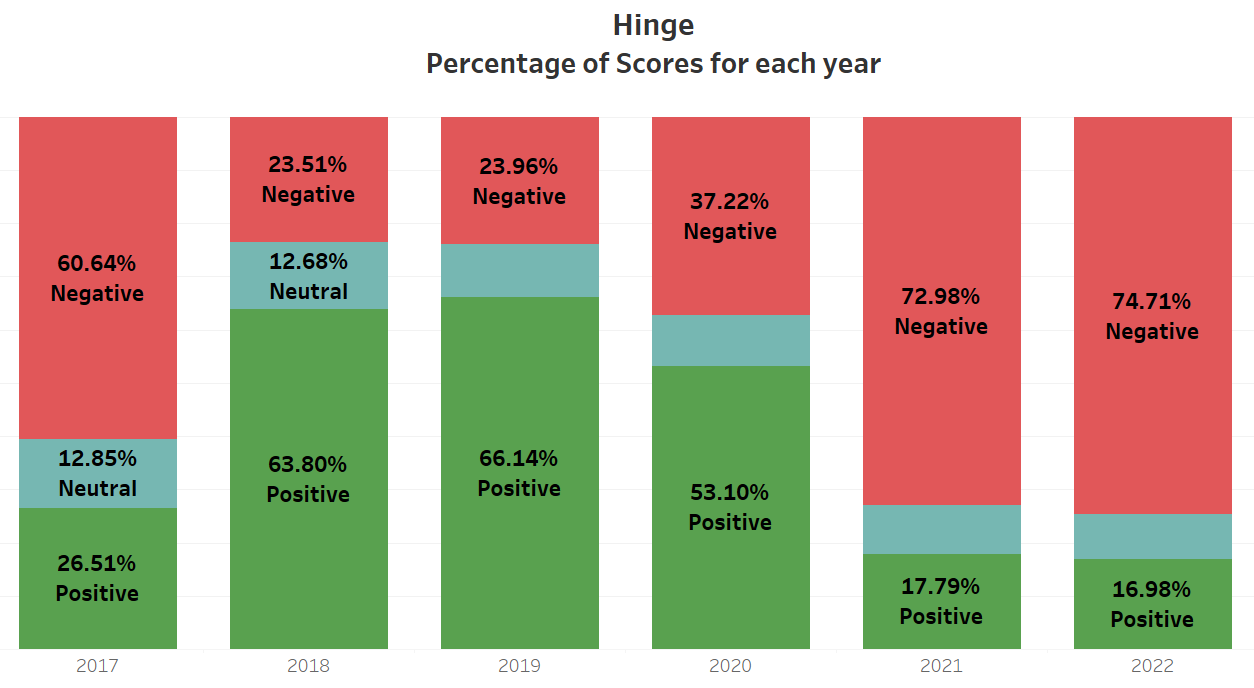 Hinge
Percentage of Scores for each year
60.64%
Negative
12.85%
Neutral
26.51%
Positive
23.51%
Negative
12.68%
Neutral
63.80%
Positive
23.96%
Negative
66.14%
Positive
37.22%
Negative
53.10%
Positive
72.98%
Negative
17.79%
Positive
74.71%
Negative
16.98%
Positive
2017
2018
2019
2020
2021
2022